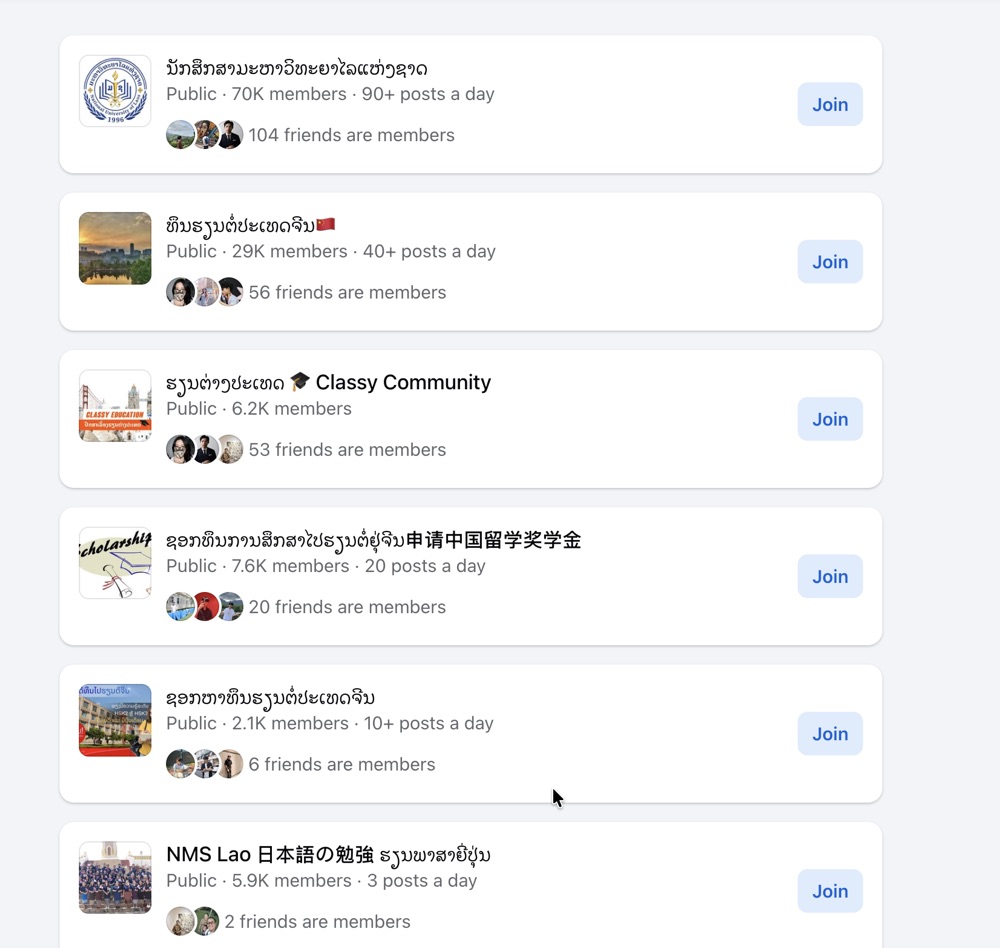 ນັກສຶກສາມະຫາວິທະຍາໄລແຫ່ງຊາດ
Public · 70K members · 90+ posts a day
104 friends are members
Join
1996
ທຶນຮຽນຕໍ່ປະເທດຈີນ🇨🇳
Public · 29K members · 40+ posts a day
56 friends are members
Join
ຮຽນຕ່າງປະເທດ 🎓 Classy Community
Public · 6.2K members
53 friends are members
Join
CLASSY EDUCATION
ຊອກທຶນການສຶກສາໄປຮຽນຕໍ່ຢູ່ຈີນ申请中国留学奖学金
Public · 7.6K members · 20 posts a day
20 friends are members
Join
ຊອກຫາທຶນຮຽນຕໍ່ປະເທດຈີນ
Public · 2.1K members · 10+ posts a day
6 friends are members
Join
NMS Lao 日本語の勉強 ຮຽນພາສາຍີ່ປຸ່ນ
Public · 5.9K members · 3 posts a day
2 friends are members
Join